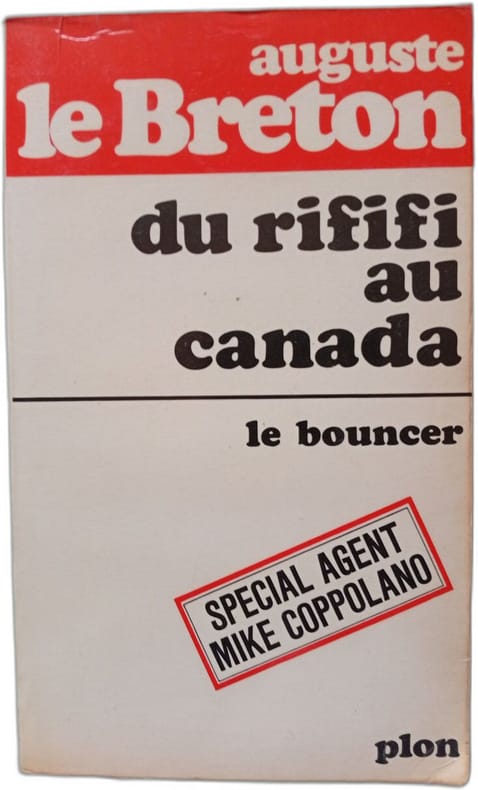 auguste
le Breton
du rififi
au
canada
le bouncer
SPECIAL AGENT
MIKE COPPOLANO
plon